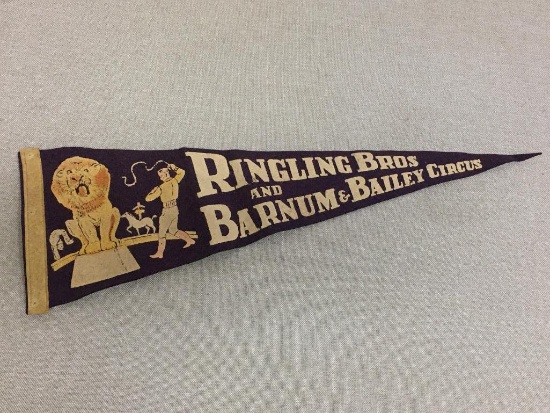 RINGLING BROS
AND
BARNUM & BAILEY CIRCUS